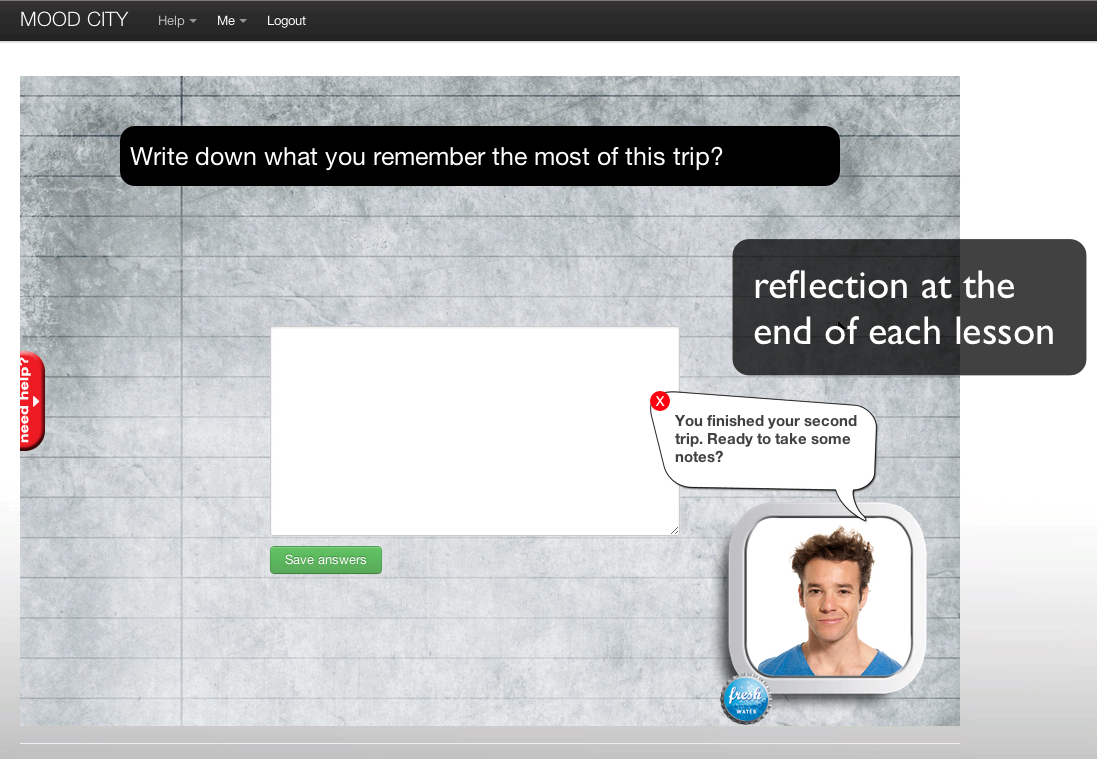 MOOD CITY Help Me Logout
Write down what you remember the most of this trip?
reflection at the
end of each lesson
need help?
X
You finished your second
trip. Ready to take some
notes?
Save answers
fresh
WATER